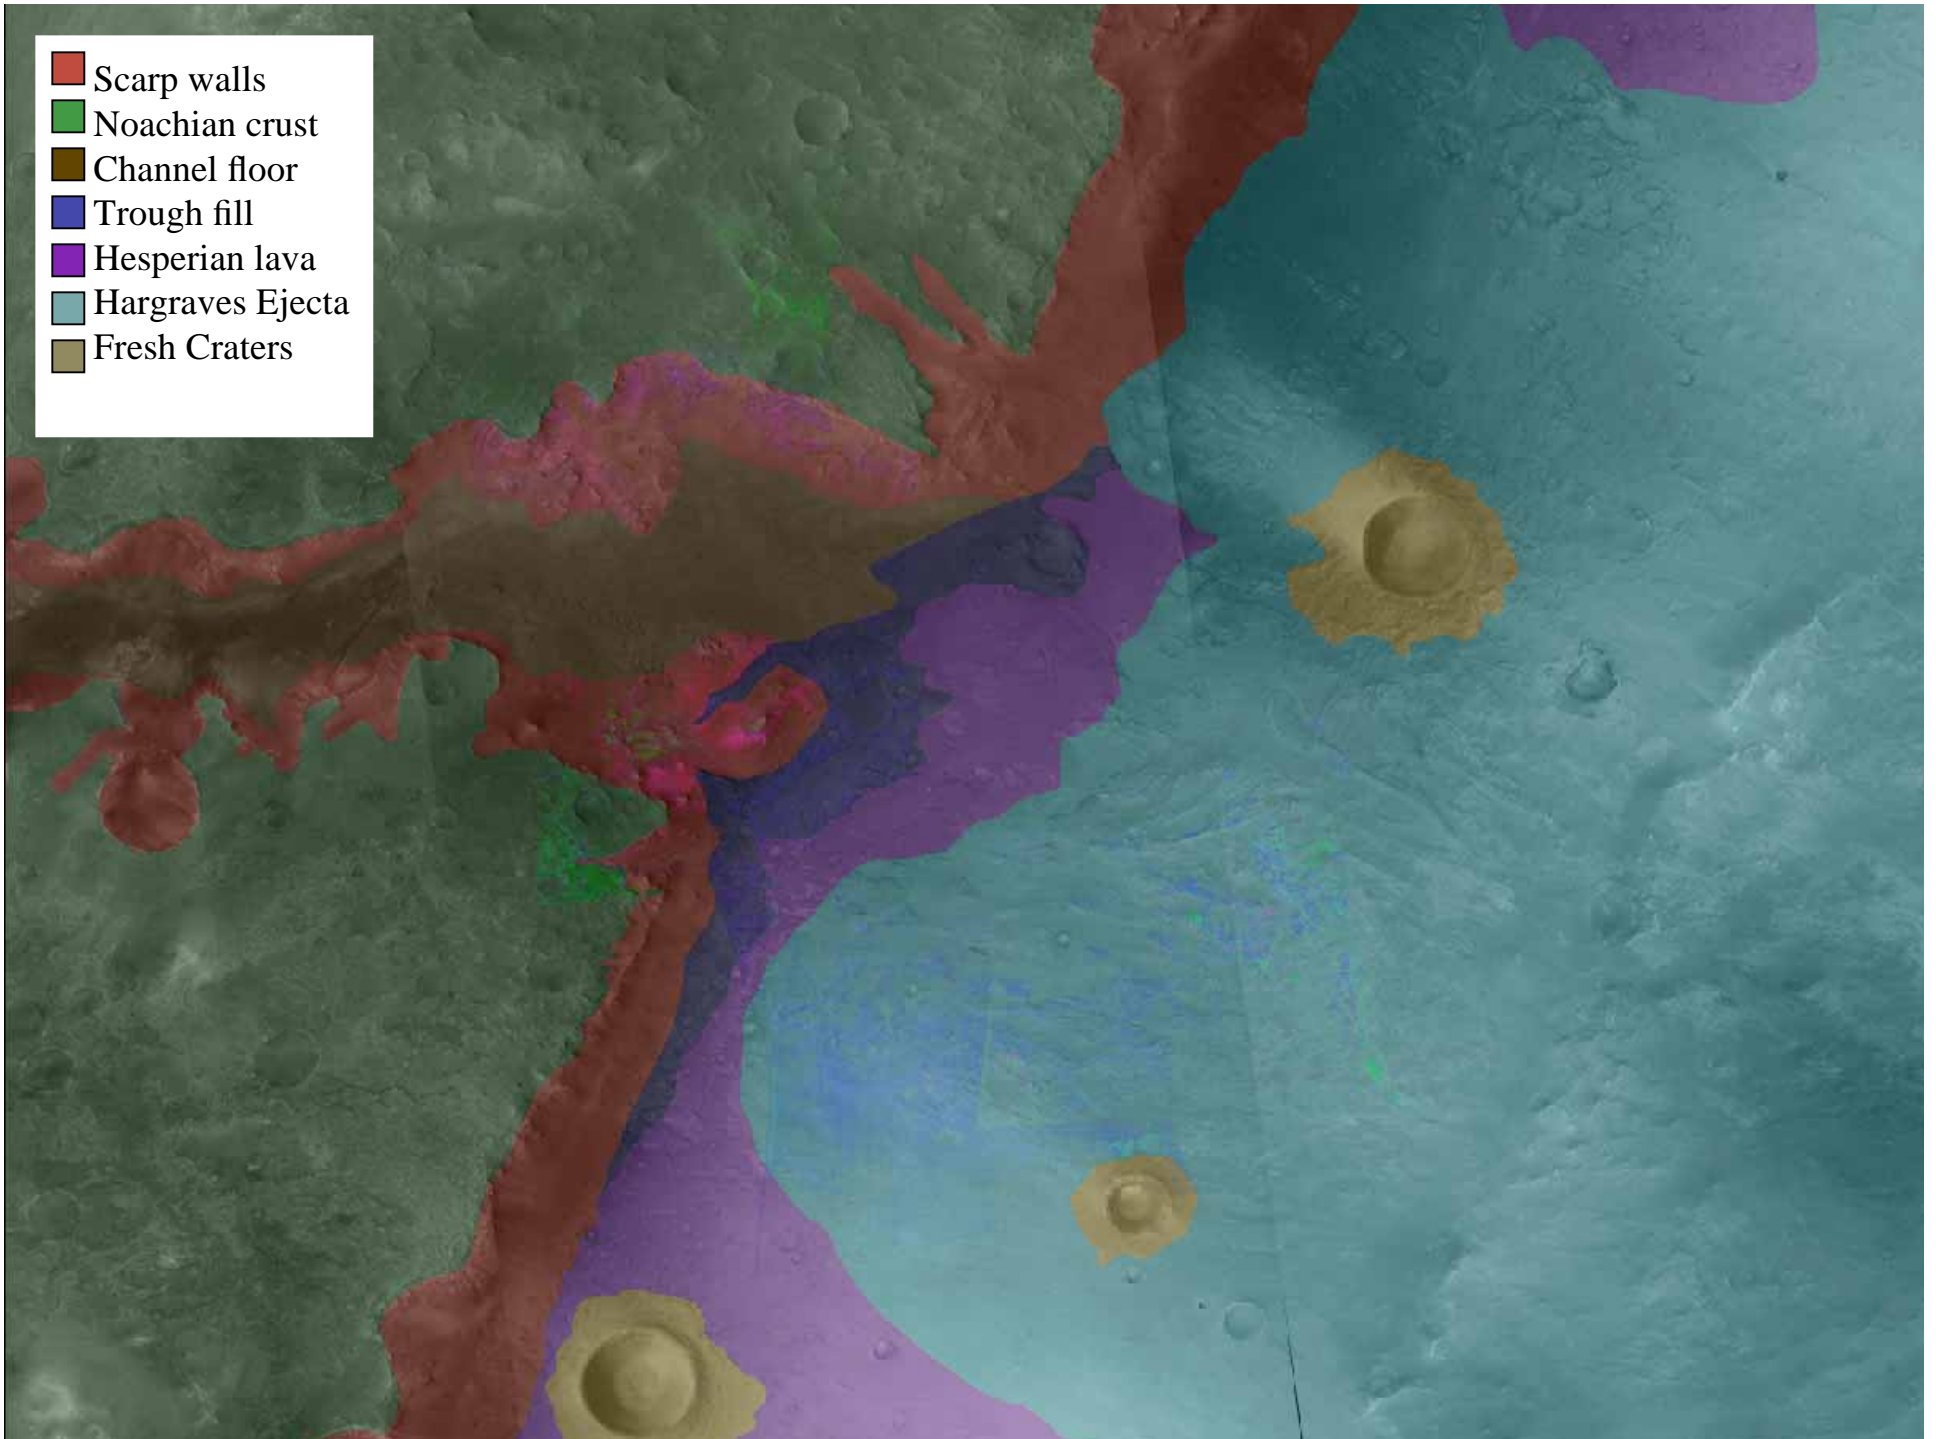 Scarp walls
Noachian crust
Channel floor
Trough fill
Hesperian lava
Hargraves Ejecta
Fresh Craters